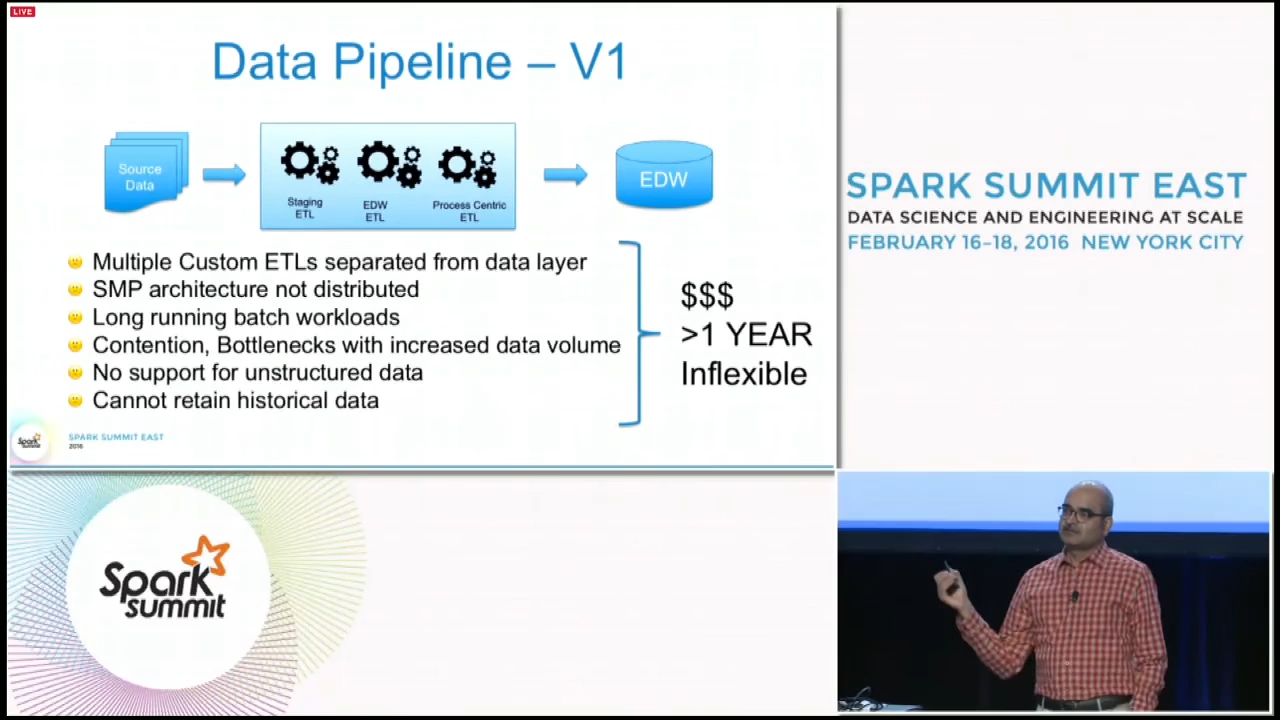 LIVE
Data Pipeline – V1
Source
Data
Staging
ETL
EDW
ETL
Process Centric
ETL
EDW
Multiple Custom ETLs separated from data layer
SMP architecture not distributed
Long running batch workloads
Contention, Bottlenecks with increased data volume
No support for unstructured data
Cannot retain historical data
$$$
>1 YEAR
Inflexible
Spark
summit
SPARK SUMMIT EAST
2016
SPARK SUMMIT EAST
DATA SCIENCE AND ENGINEERING AT SCALE
FEBRUARY 16–18, 2016 NEW YORK CITY
Spark
summit